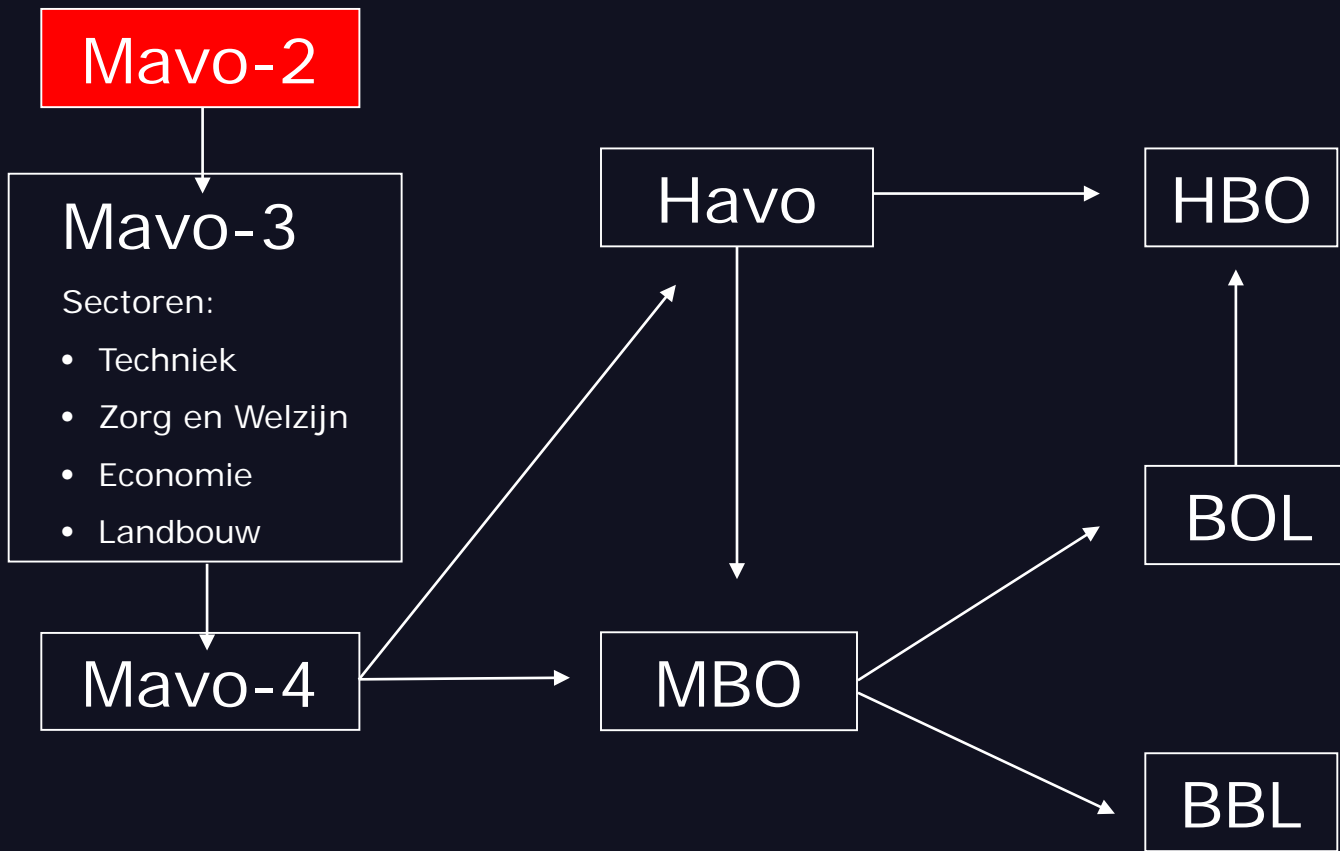 Mavo-2
Mavo-3
Sectoren:
• Techniek
• Zorg en Welzijn
• Economie
• Landbouw
Mavo-4
Havo
MBO
HBO
BOL
BBL